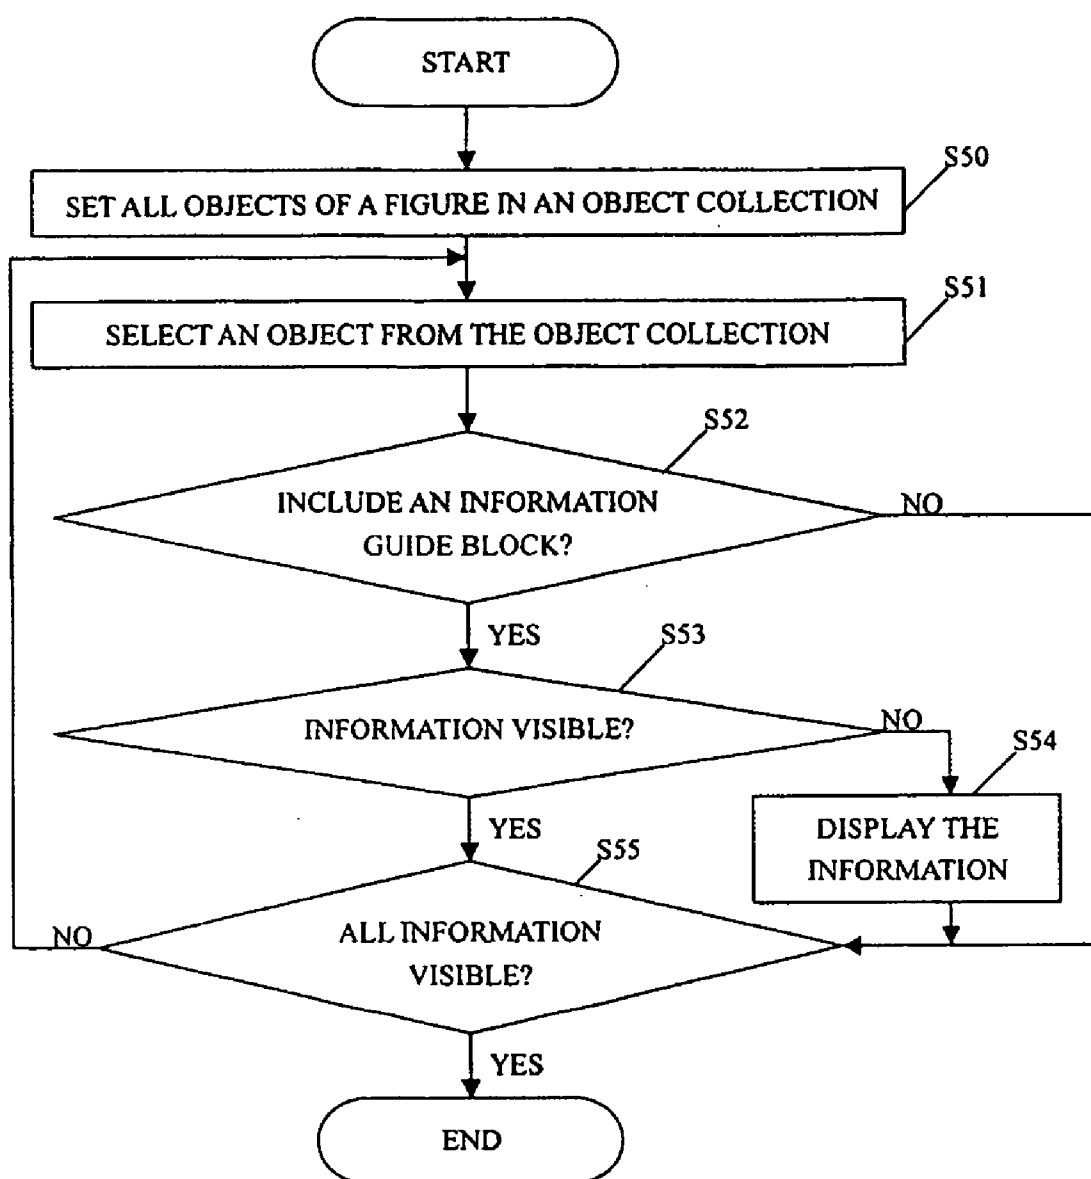 START
S50
SET ALL OBJECTS OF A FIGURE IN AN OBJECT COLLECTION
S51
SELECT AN OBJECT FROM THE OBJECT COLLECTION
S52
INCLUDE AN INFORMATION
GUIDE BLOCK?
NO
YES
S53
INFORMATION VISIBLE?
NO
S54
DISPLAY THE
INFORMATION
YES
S55
ALL INFORMATION
VISIBLE?
NO
YES
END